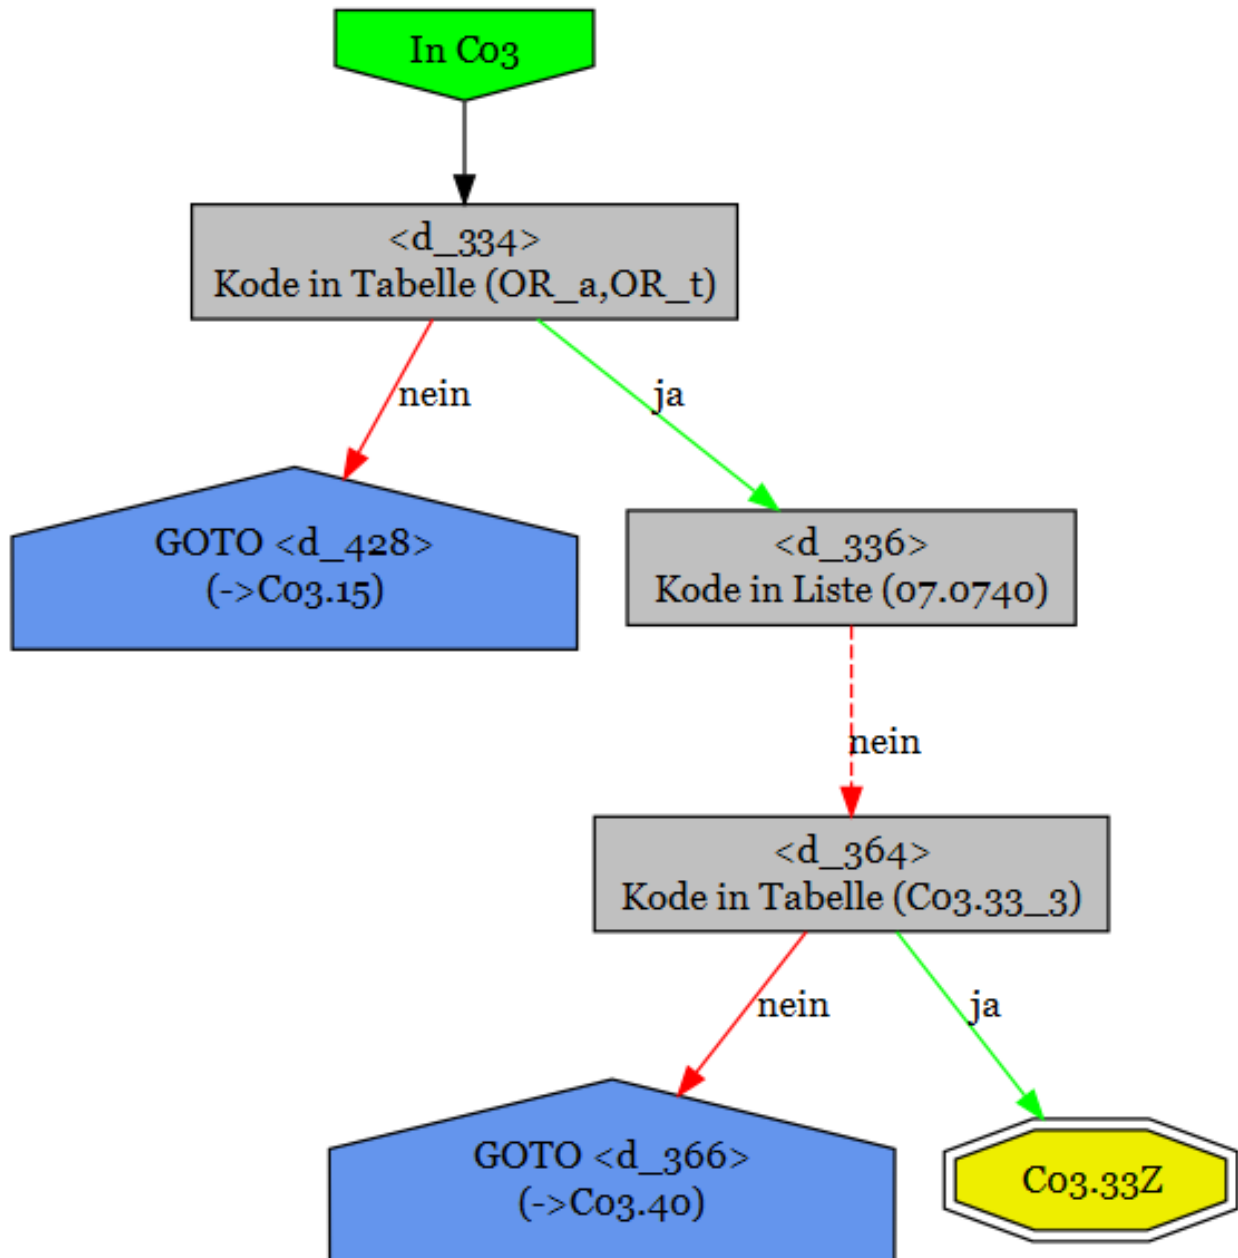 In C03
<d_334>
Kode in Tabelle (OR_a,OR_t)
nein
ja
GOTO <d_428>
(->C03.15)
<d_336>
Kode in Liste (07.0740)
nein
<d_364>
Kode in Tabelle (C03.33_3)
nein
ja
GOTO <d_366>
(->C03.40)
C03.33Z